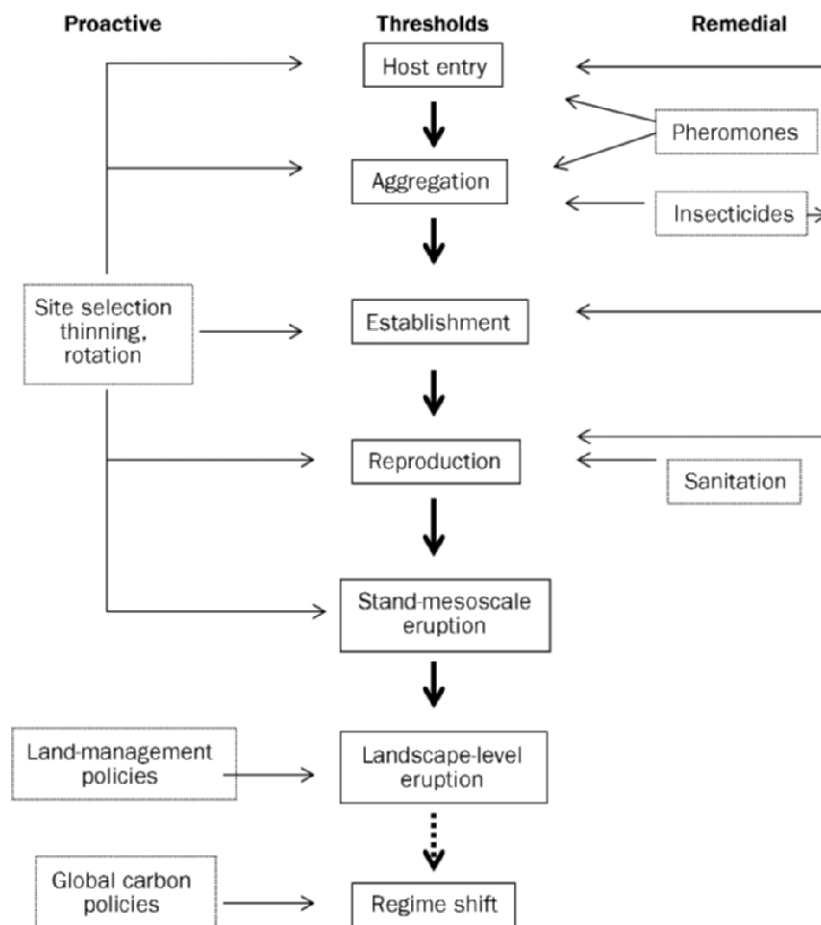 Proactive
Thresholds
Remedial
Host entry
Pheromones
Aggregation
Insecticides
Site selection
thinning,
rotation
Establishment
Reproduction
Sanitation
Stand-mesoscale
eruption
Land-management
policies
Landscape-level
eruption
Global carbon
policies
Regime shift